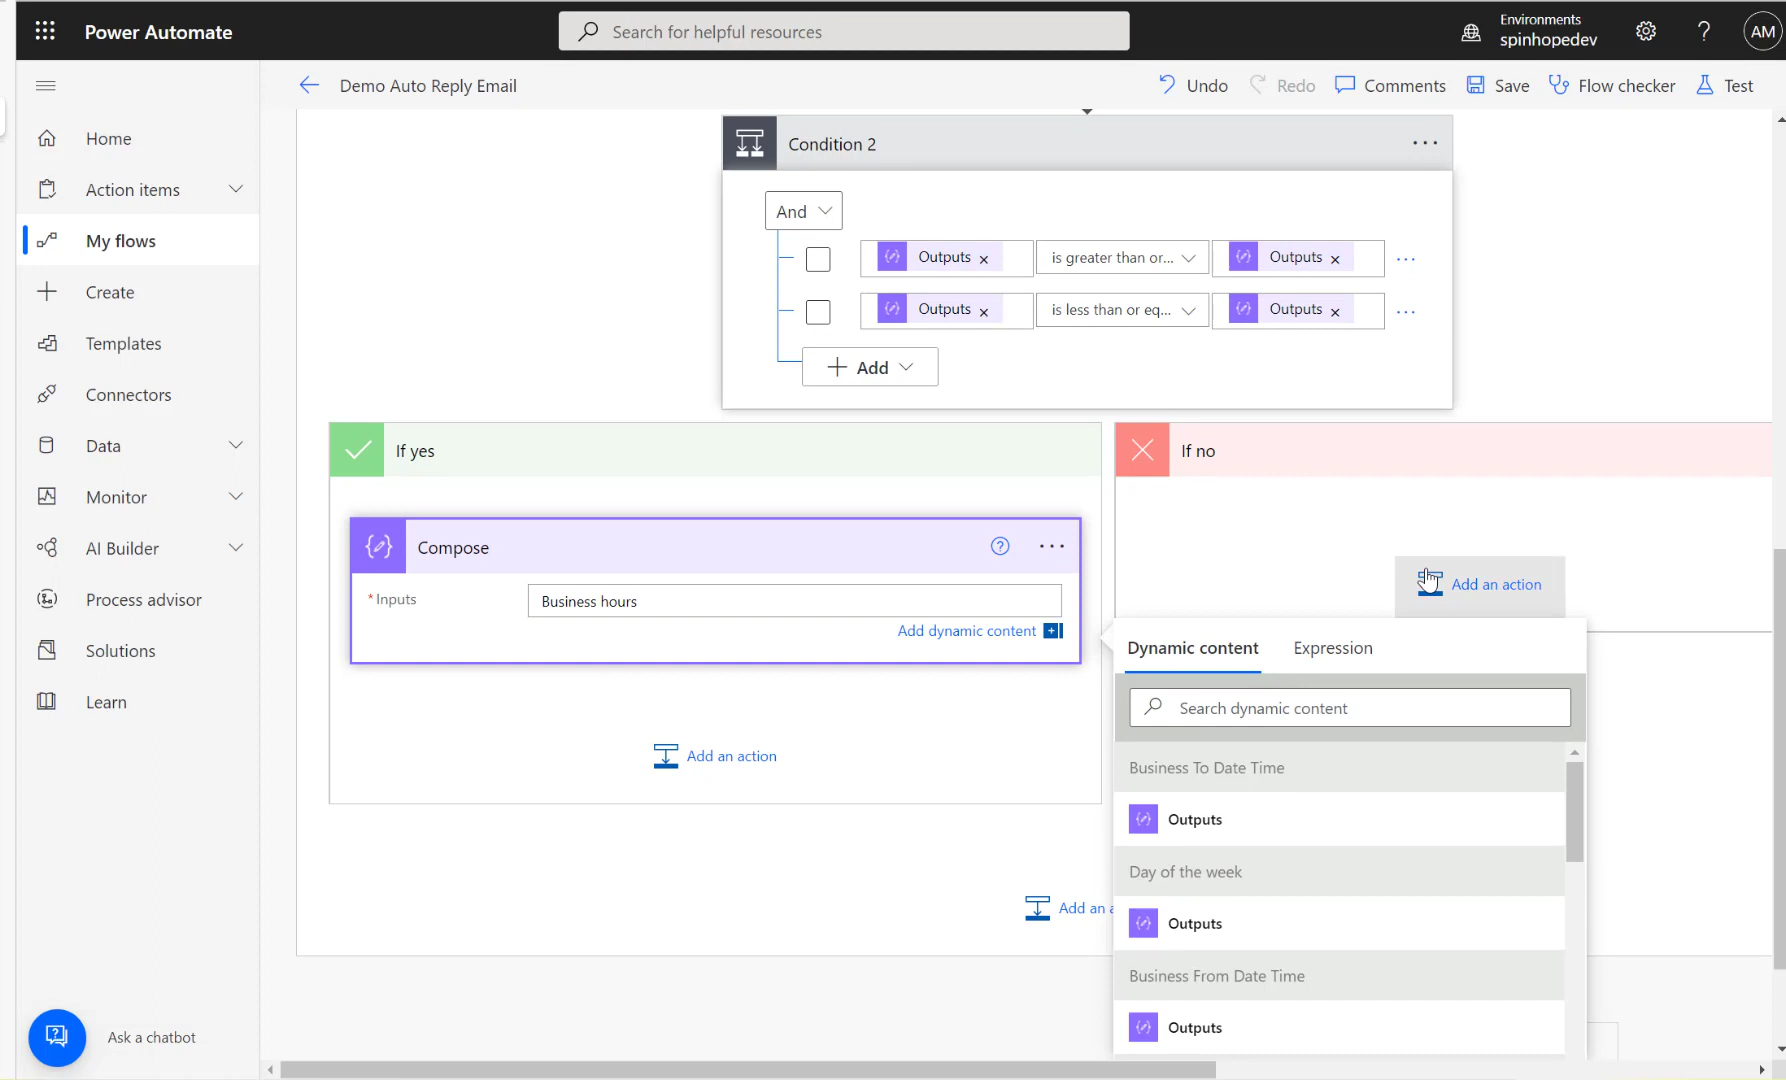 Power Automate
Search for helpful resources
Environments
spinhopedev
?
AM
Demo Auto Reply Email
Undo
Redo
Comments
Save
Flow checker
Test
Home
Action items
My flows
Create
Templates
Connectors
Data
Monitor
AI Builder
Process advisor
Solutions
Learn
Ask a chatbot
Condition 2
And
Outputs × is greater than or... Outputs ×
Outputs × is less than or eq... Outputs ×
+ Add
If yes
Compose
* Inputs
Business hours
Add dynamic content
Add an action
If no
Add an action
Add an a
Dynamic content
Expression
Search dynamic content
Business To Date Time
Outputs
Day of the week
Outputs
Business From Date Time
Outputs